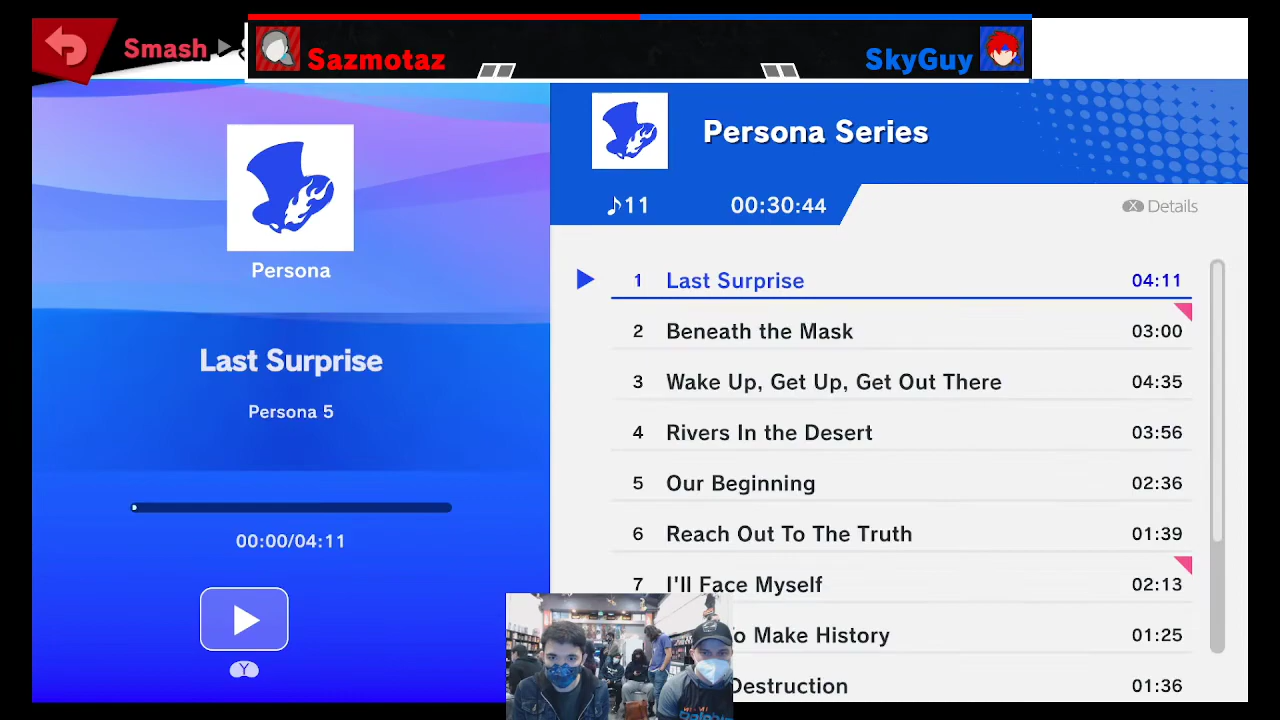 Smash
Sazmotaz
SkyGuy
Persona
Last Surprise
Persona 5
00:00/04:11
Y
Persona Series
♪11 00:30:44
X Details
1 Last Surprise 04:11
2 Beneath the Mask 03:00
3 Wake Up, Get Up, Get Out There 04:35
4 Rivers In the Desert 03:56
5 Our Beginning 02:36
6 Reach Out To The Truth 01:39
7 I'll Face Myself 02:13
o Make History 01:25
Destruction 01:36